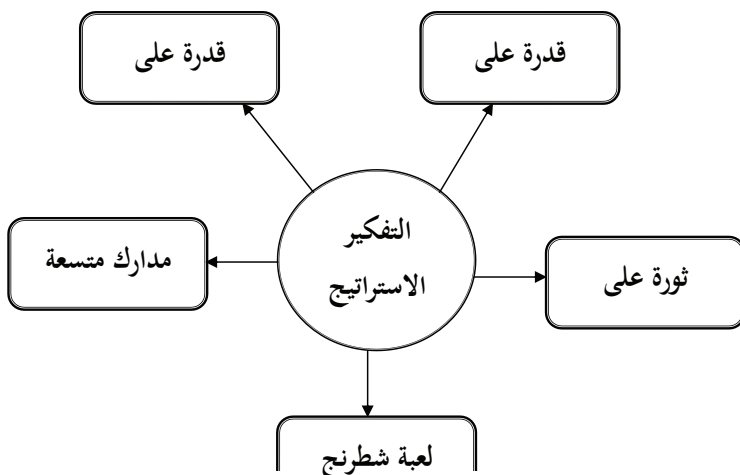 قدرة على
قدرة على
التفكير
الاستراتيج
مدارك متسعة
ثورة على
لعبة شطرنج